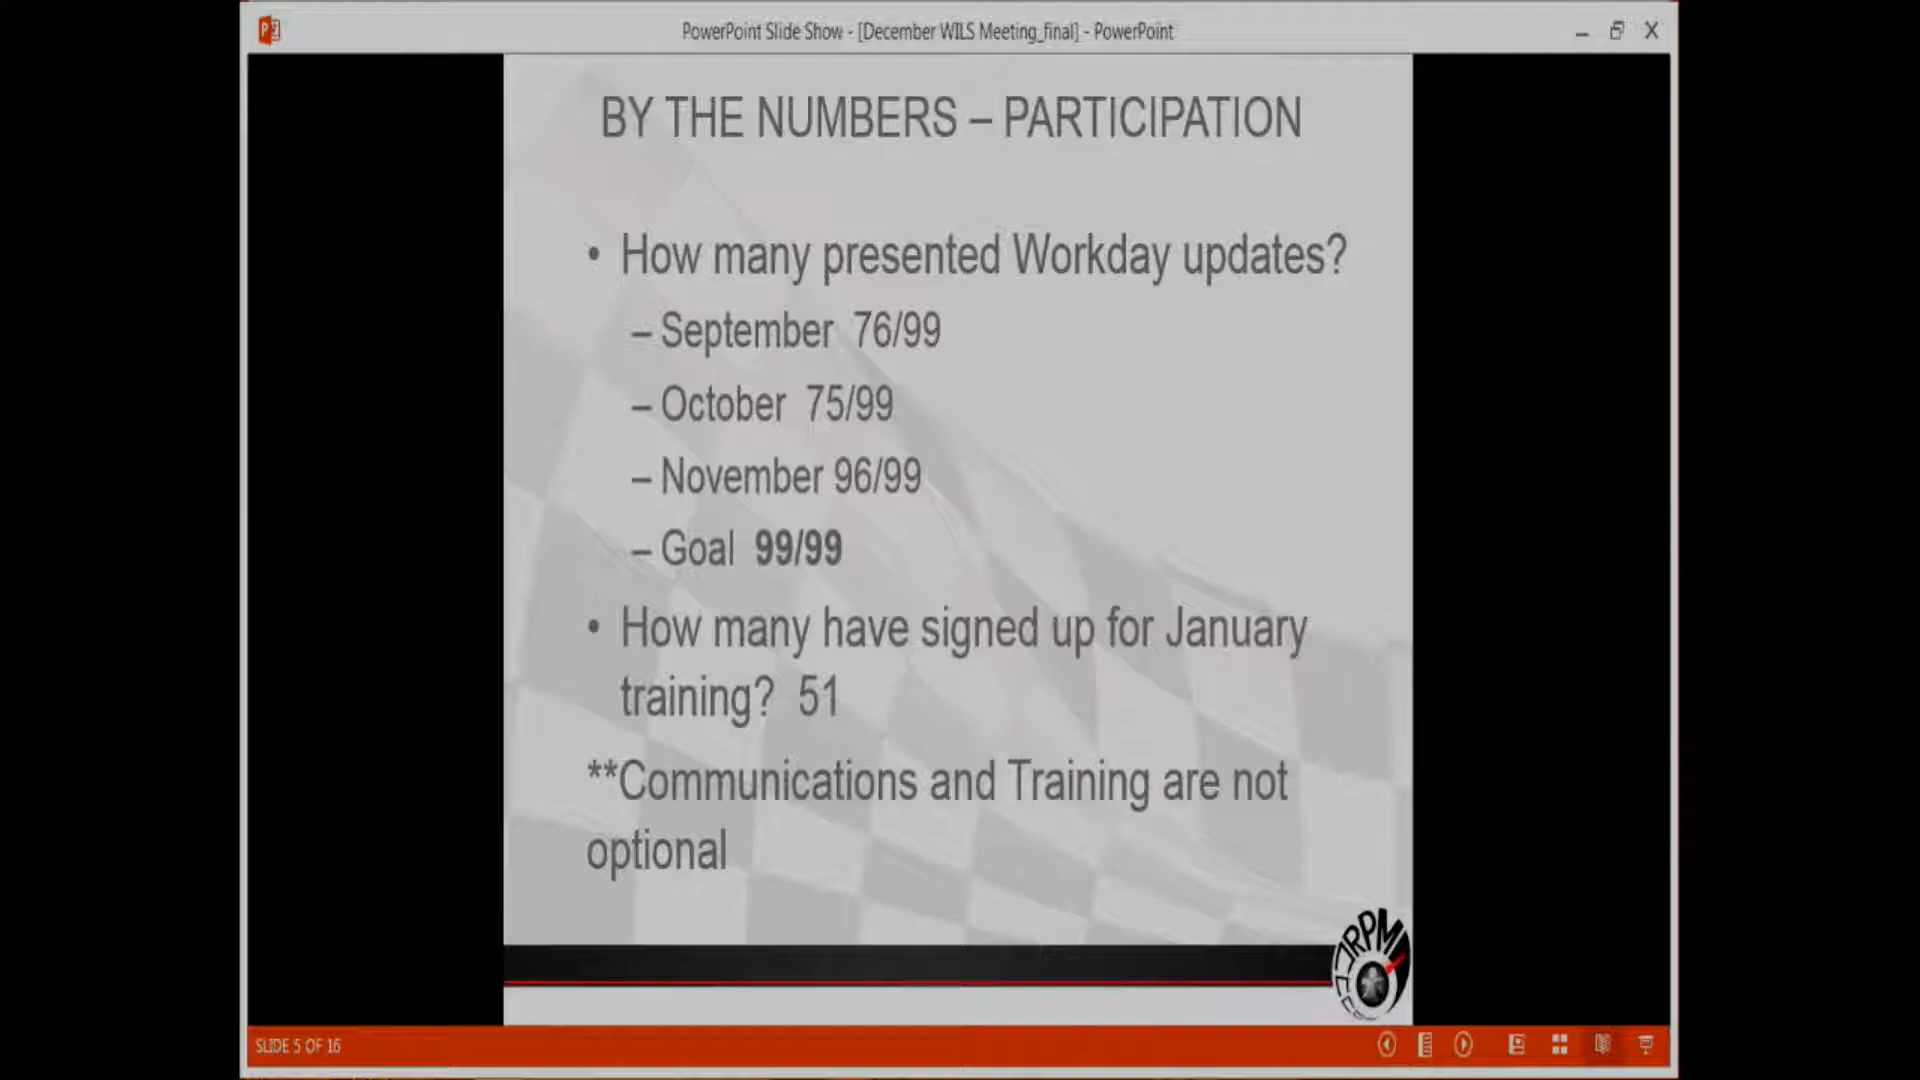 PowerPoint Slide Show - [December WILS Meeting_final] - PowerPoint
BY THE NUMBERS – PARTICIPATION
• How many presented Workday updates?
– September 76/99
– October 75/99
– November 96/99
– Goal 99/99
• How many have signed up for January
training? 51
**Communications and Training are not
optional
RPM
SLIDE 5 OF 16